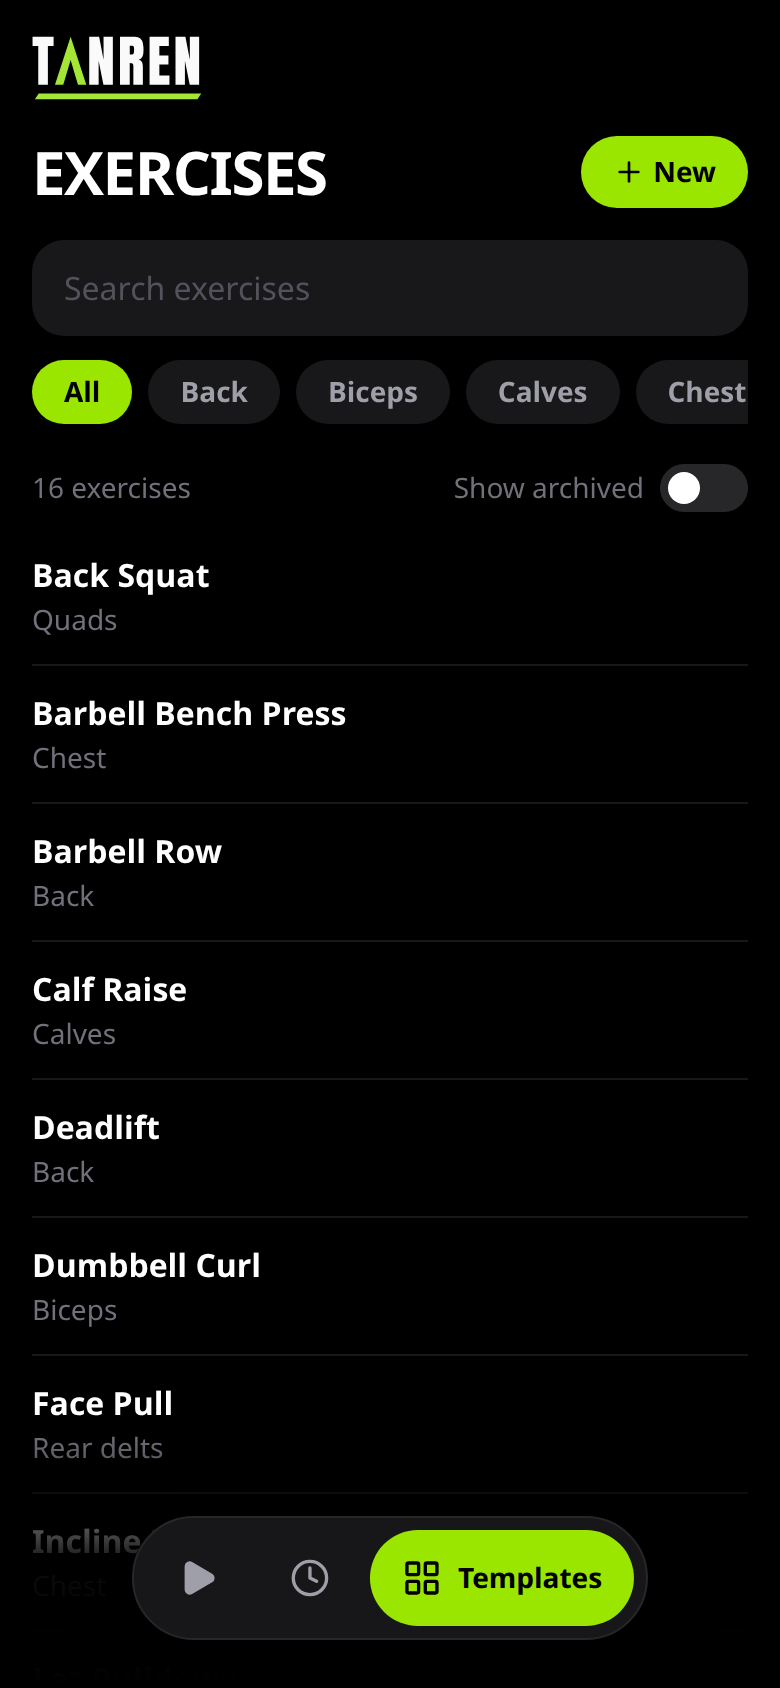 TANREN
EXERCISES
New
Search exercises
All Back Biceps Calves Chest
16 exercises Show archived
Back Squat
Quads
Barbell Bench Press
Chest
Barbell Row
Back
Calf Raise
Calves
Deadlift
Back
Dumbbell Curl
Biceps
Face Pull
Rear delts
Incline
Chest
Templates